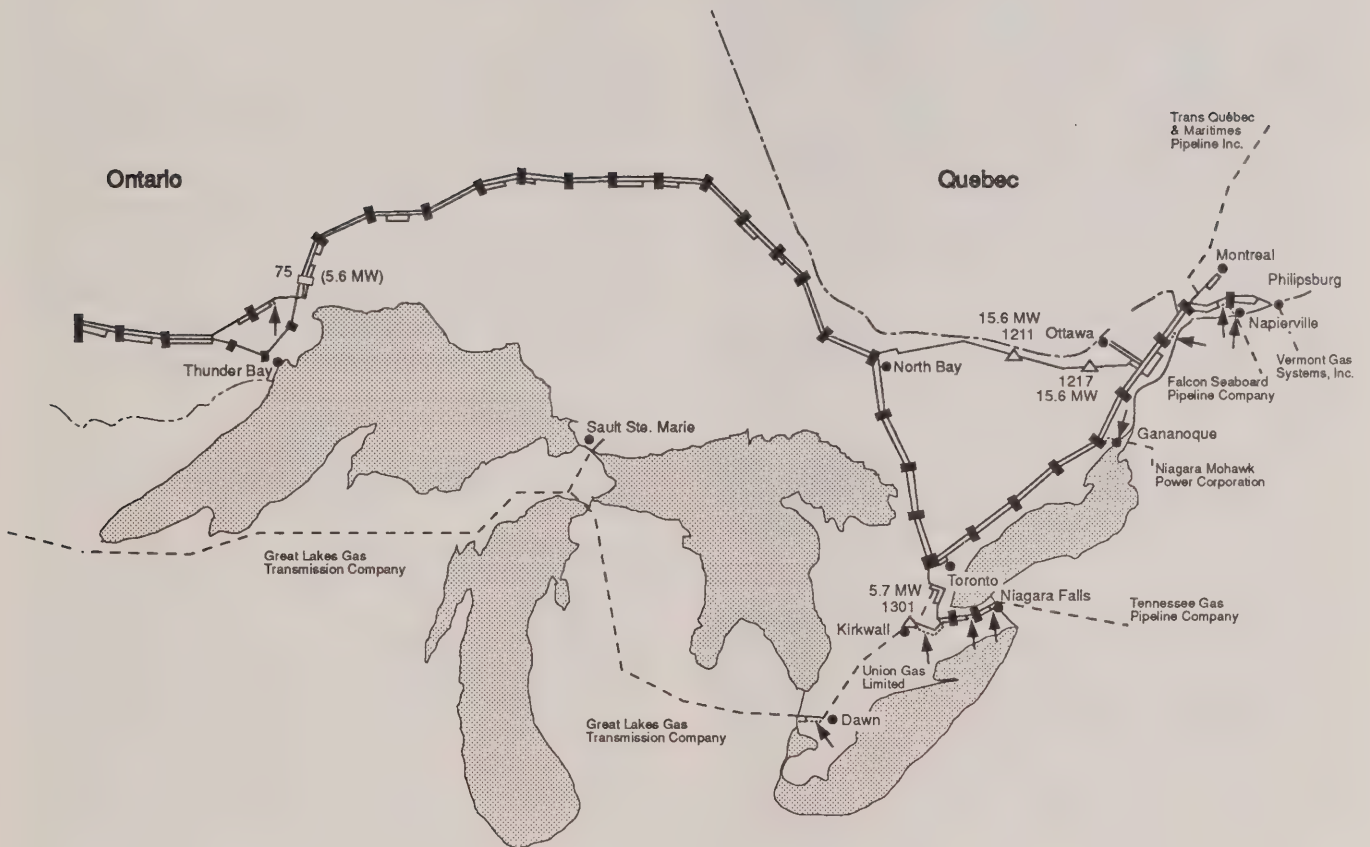 Trans Québec
& Maritimes
Pipeline Inc.
Ontario
Quebec
Montreal
75 (5.6 MW)
Philipsburg
15.6 MW
1211
Ottawa
Napierville
Thunder Bay
North Bay
1217
15.6 MW
Falcon Seaboard
Pipeline Company
Vermont Gas
Systems, Inc.
Sault Ste. Marie
Gananoque
Niagara Mohawk
Power Corporation
Great Lakes Gas
Transmission Company
Toronto
5.7 MW
1301
Niagara Falls
Tennessee Gas
Pipeline Company
Kirkwall
Union Gas
Limited
Dawn
Great Lakes Gas
Transmission Company